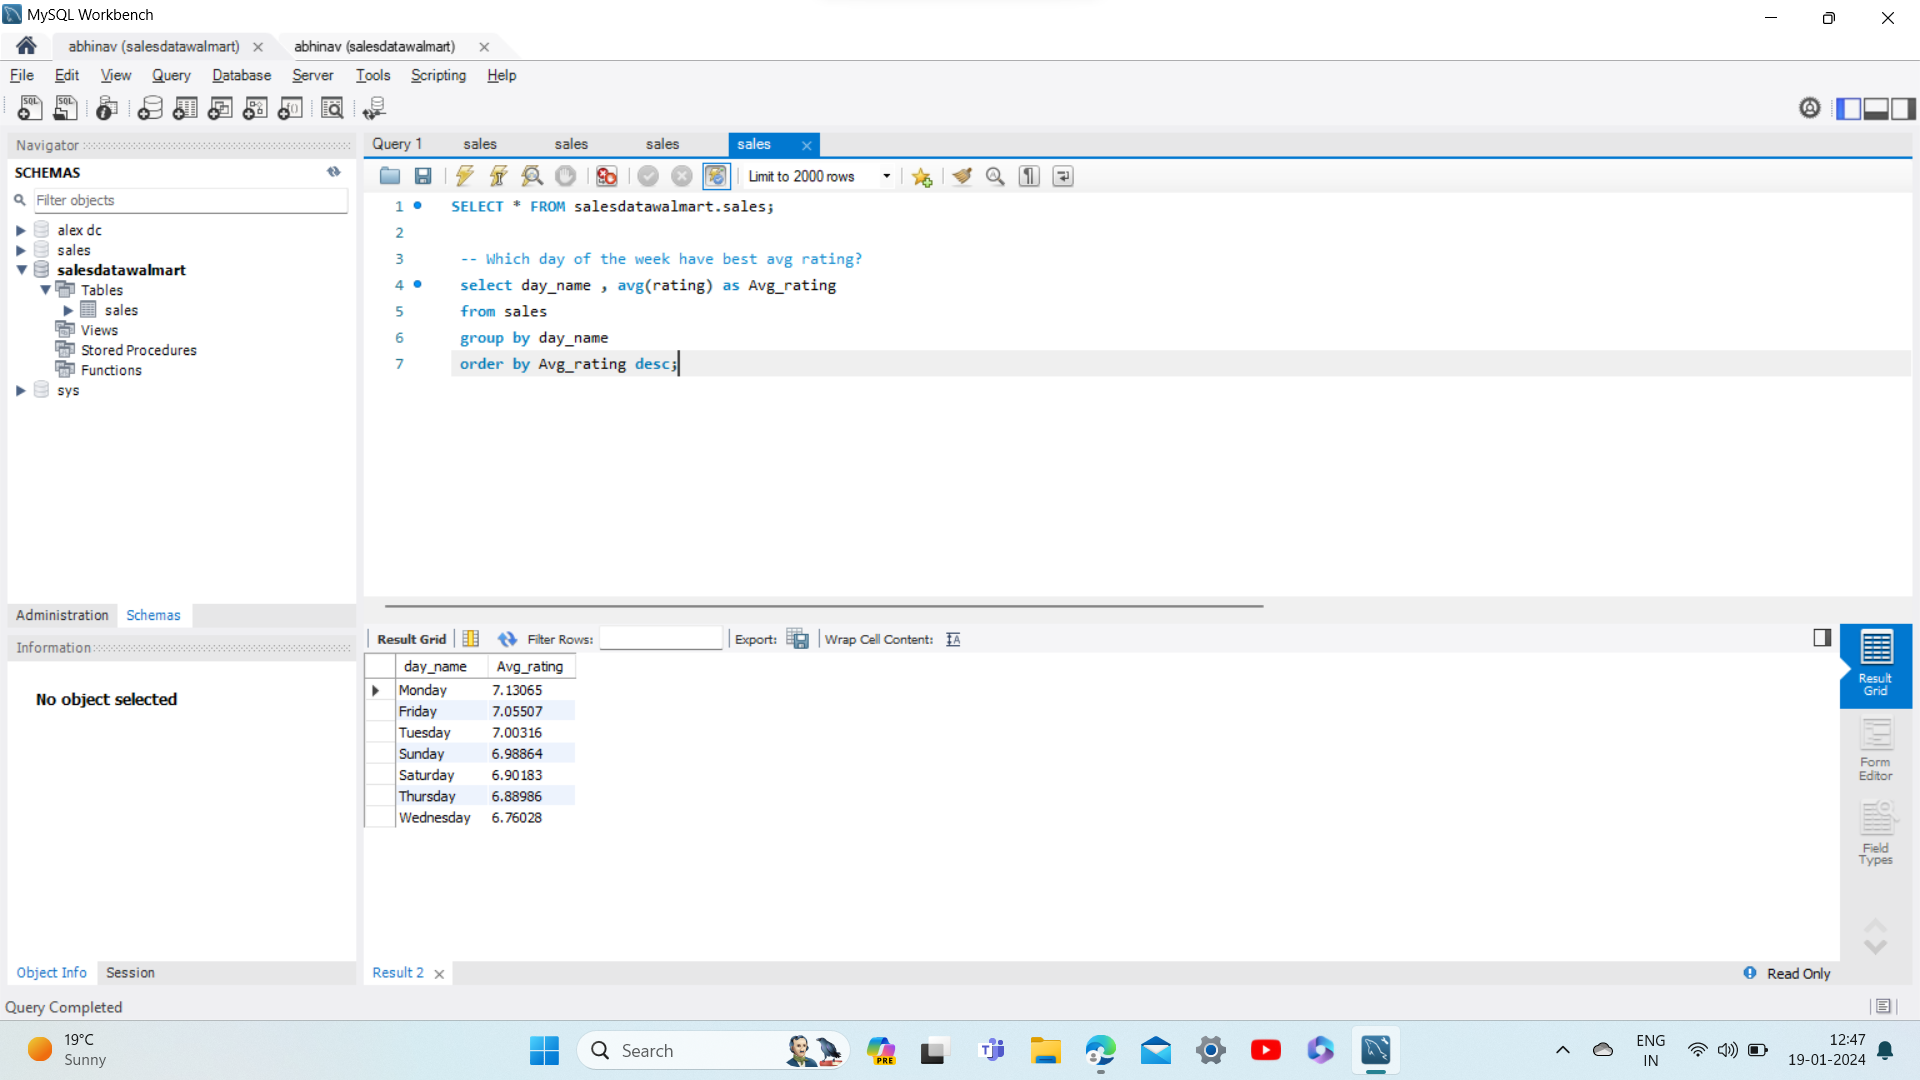 MySQL Workbench
abhinav (salesdatawalmart)
abhinav (salesdatawalmart)
File Edit View Query Database Server Tools Scripting Help
Navigator
SCHEMAS
Filter objects
alex dc
sales
salesdatawalmart
Tables
sales
Views
Stored Procedures
Functions
sys
Administration Schemas
Information
No object selected
Object Info Session
Query 1 sales sales sales sales
Limit to 2000 rows
1 SELECT * FROM salesdatawalmart.sales;
2
3 -- Which day of the week have best avg rating?
4 select day_name , avg(rating) as Avg_rating
5 from sales
6 group by day_name
7 order by Avg_rating desc;
Result Grid Filter Rows: Export: Wrap Cell Content:
day_name Avg_rating
Monday 7.13065
Friday 7.05507
Tuesday 7.00316
Sunday 6.98864
Saturday 6.90183
Thursday 6.88986
Wednesday 6.76028
Result
Grid
Form
Editor
Field
Types
Result 2
Read Only
Query Completed
19°C
Sunny
Search
PRE
ENG
IN
12:47
19-01-2024